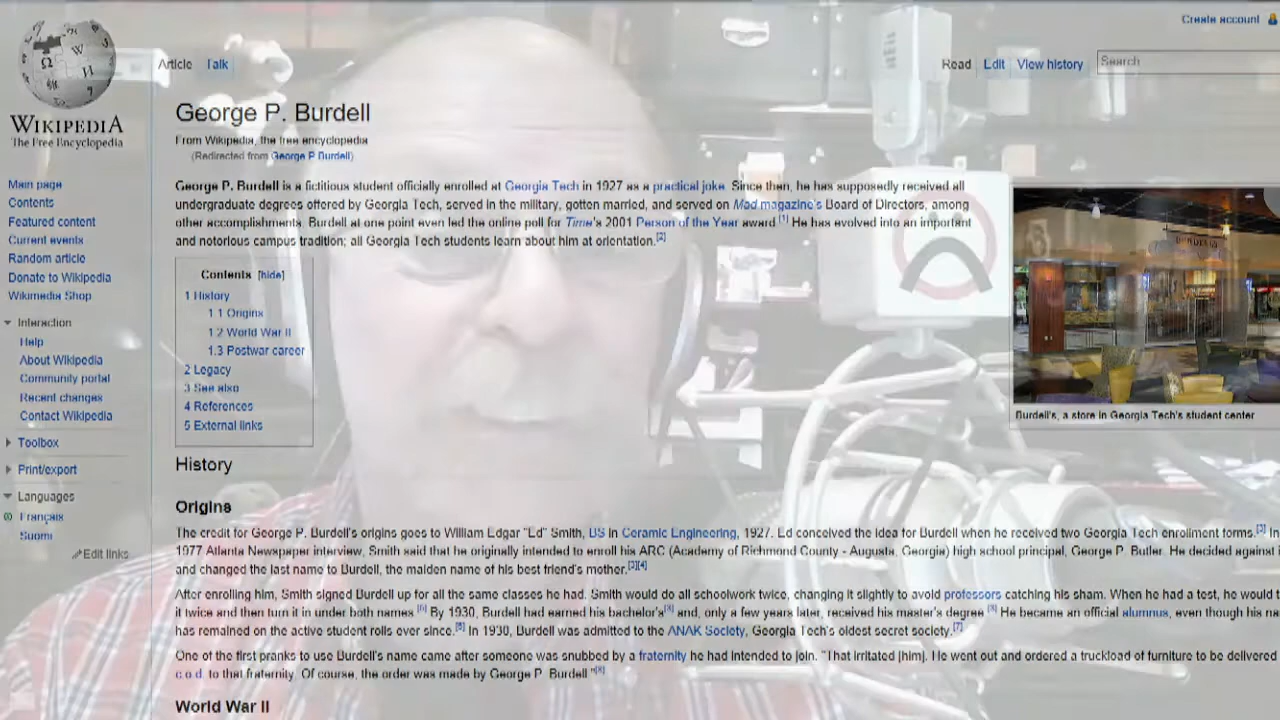 Create account
Article Talk
Read Edit View history
Search
WIKIPEDIA
The Free Encyclopedia
George P. Burdell
From Wikipedia, the free encyclopedia
(Redirected from George P Burdell)
Main page
Contents
Featured content
Current events
Random article
Donate to Wikipedia
Wikimedia Shop
Interaction
Help
About Wikipedia
Community portal
Recent changes
Contact Wikipedia
Toolbox
Print/export
Languages
Français
Suomi
Edit links
George P. Burdell is a fictitious student officially enrolled at Georgia Tech in 1927 as a practical joke. Since then, he has supposedly received all
undergraduate degrees offered by Georgia Tech, served in the military, gotten married, and served on Mad magazine's Board of Directors, among
other accomplishments. Burdell at one point even led the online poll for Time's 2001 Person of the Year award.[1] He has evolved into an important
and notorious campus tradition; all Georgia Tech students learn about him at orientation.[2]
Contents [hide]
1 History
1.1 Origins
1.2 World War II
1.3 Postwar career
2 Legacy
3 See also
4 References
5 External links
Burdell's, a store in Georgia Tech's student center
History
Origins
The credit for George P. Burdell's origins goes to William Edgar "Ed" Smith, BS in Ceramic Engineering, 1927. Ed conceived the idea for Burdell when he received two Georgia Tech enrollment forms.[3] In
1977 Atlanta Newspaper interview, Smith said that he originally intended to enroll his ARC (Academy of Richmond County - Augusta, Georgia) high school principal, George P. Butler. He decided against
and changed the last name to Burdell, the maiden name of his best friend's mother.[3][4]
After enrolling him, Smith signed Burdell up for all the same classes he had. Smith would do all schoolwork twice, changing it slightly to avoid professors catching his sham. When he had a test, he would t
it twice and then turn it in under both names. By 1930, Burdell had earned his bachelor's and, only a few years later, received his master's degree. He became an official alumnus, even though his na
has remained on the active student rolls ever since. In 1930, Burdell was admitted to the ANAK Society, Georgia Tech's oldest secret society.[7]
One of the first pranks to use Burdell's name came after someone was snubbed by a fraternity he had intended to join. "That irritated [him]. He went out and ordered a truckload of furniture to be delivered
c.o.d. to that fraternity. Of course, the order was made by George P. Burdell."
World War II